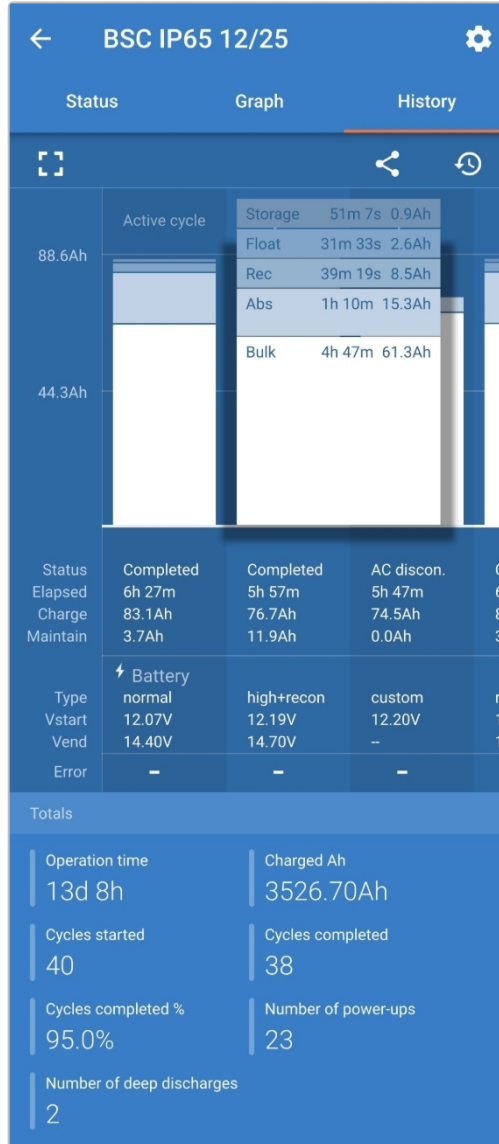 BSC IP65 12/25
Status Graph History
Active cycle
Storage 51m 7s 0.9Ah
Float 31m 33s 2.6Ah
Rec 39m 19s 8.5Ah
Abs 1h 10m 15.3Ah
Bulk 4h 47m 61.3Ah
88.6Ah
44.3Ah
Status Completed Completed AC discon.
Elapsed 6h 27m 5h 57m 5h 47m
Charge 83.1Ah 76.7Ah 74.5Ah
Maintain 3.7Ah 11.9Ah 0.0Ah
Battery
Type normal high+recon custom
Vstart 12.07V 12.19V 12.20V
Vend 14.40V 14.70V --
Error – – –
Totals
Operation time Charged Ah
13d 8h 3526.70Ah
Cycles started Cycles completed
40 38
Cycles completed % Number of power-ups
95.0% 23
Number of deep discharges
2